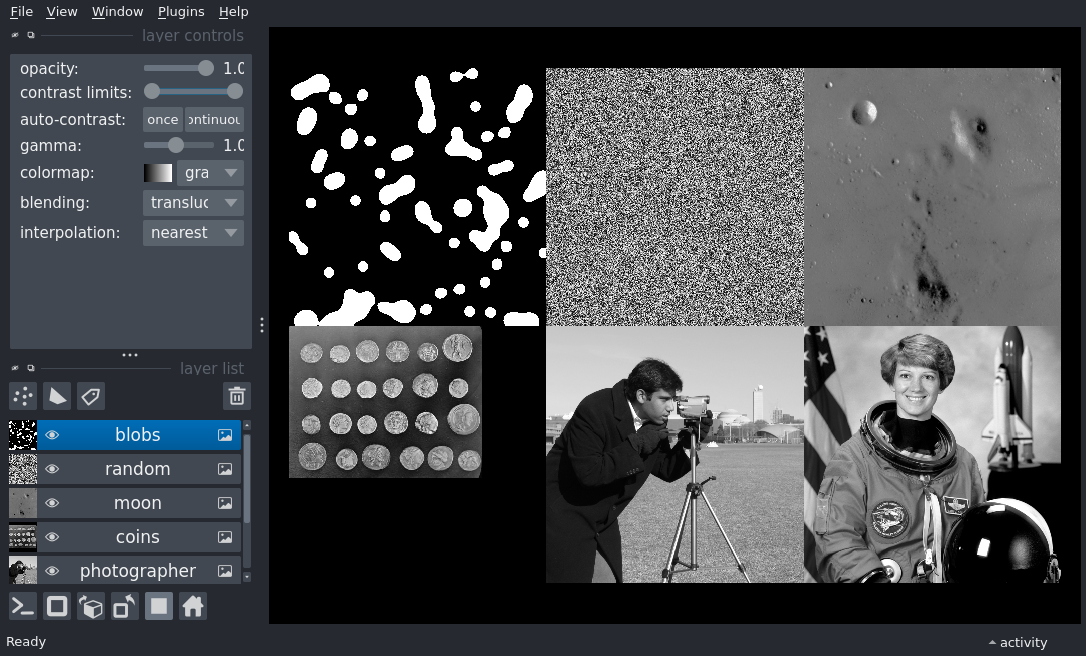 File View Window Plugins Help
layer controls
opacity: 1.0
contrast limits:
auto-contrast: once ontinuou
gamma: 1.0
colormap: gra
blending: transluc
interpolation: nearest
layer list
blobs
random
moon
coins
photographer
Ready
activity